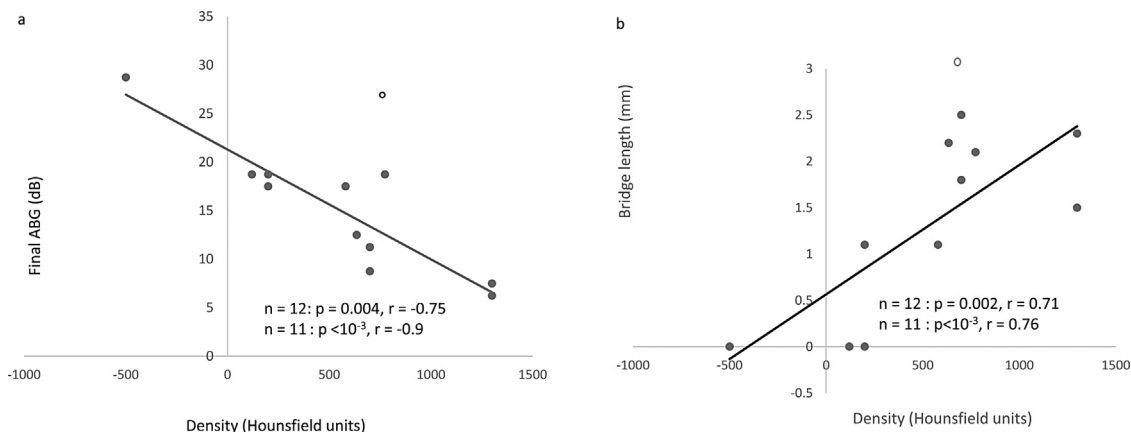 a
35
30
25
20
15
10
5
0
Final ABG (dB)
n = 12: p = 0.004, r = -0.75
n = 11: p <10⁻³, r = -0.9
-1000 -500 0 500 1000 1500
Density (Hounsfield units)
b
3
2.5
2
1.5
1
0.5
0
-0.5
Bridge length (mm)
n = 12 : p = 0.002, r = 0.71
n = 11 : p<10⁻³, r = 0.76
-1000 -500 0 500 1000 1500
Density (Hounsfield units)